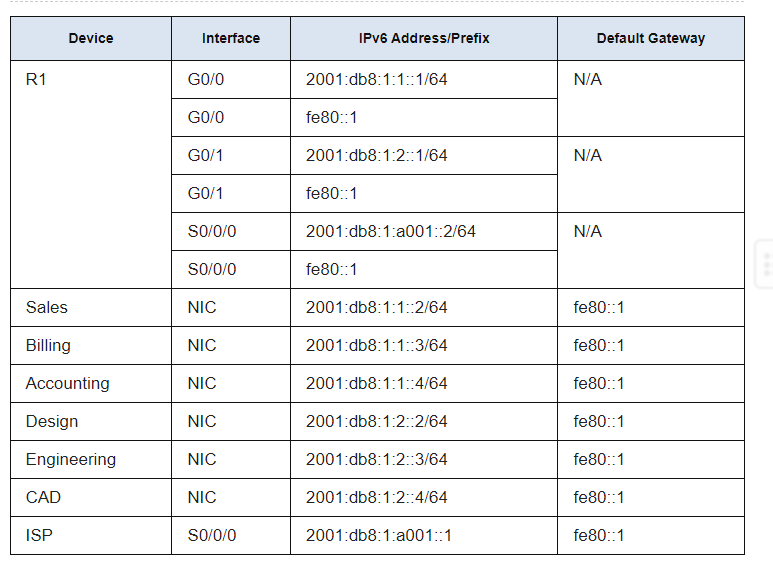 Device Interface IPv6 Address/Prefix Default Gateway
R1 G0/0 2001:db8:1:1::1/64 N/A
G0/0 fe80::1
G0/1 2001:db8:1:2::1/64 N/A
G0/1 fe80::1
S0/0/0 2001:db8:1:a001::2/64 N/A
S0/0/0 fe80::1
Sales NIC 2001:db8:1:1::2/64 fe80::1
Billing NIC 2001:db8:1:1::3/64 fe80::1
Accounting NIC 2001:db8:1:1::4/64 fe80::1
Design NIC 2001:db8:1:2::2/64 fe80::1
Engineering NIC 2001:db8:1:2::3/64 fe80::1
CAD NIC 2001:db8:1:2::4/64 fe80::1
ISP S0/0/0 2001:db8:1:a001::1 fe80::1